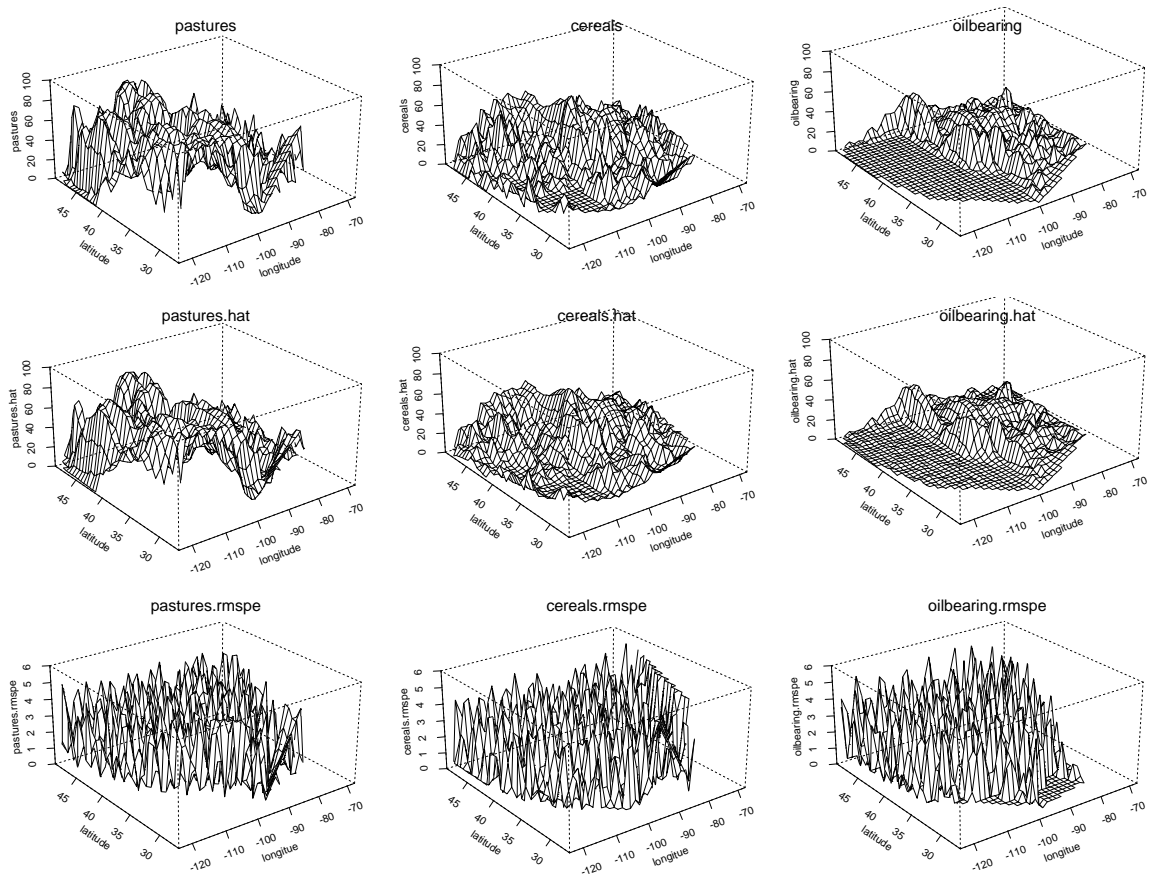 pastures
pastures
0 20 40 60 80 100
45 40 35 30
latitude
-120 -110 -100 -90 -80 -70
longitude
cereals
cereals
0 20 40 60 80 100
45 40 35 30
latitude
-120 -110 -100 -90 -80 -70
longitude
oilbearing
oilbearing
0 20 40 60 80 100
45 40 35 30
latitude
-120 -110 -100 -90 -80 -70
longitude
pastures.hat
pastures.hat
0 20 40 60 80 100
45 40 35 30
latitude
-120 -110 -100 -90 -80 -70
longitude
cereals.hat
cereals.hat
0 20 40 60 80 100
45 40 35 30
latitude
-120 -110 -100 -90 -80 -70
longitude
oilbearing.hat
oilbearing.hat
0 20 40 60 80 100
45 40 35 30
latitude
-120 -110 -100 -90 -80 -70
longitude
pastures.rmspe
pastures.rmspe
0 1 2 3 4 5 6
45 40 35 30
latitude
-120 -110 -100 -90 -80 -70
longitue
cereals.rmspe
cereals.rmspe
0 1 2 3 4 5 6
45 40 35 30
latitude
-120 -110 -100 -90 -80 -70
longitue
oilbearing.rmspe
oilbearing.rmspe
0 1 2 3 4 5 6
45 40 35 30
latitude
-120 -110 -100 -90 -80 -70
longitue